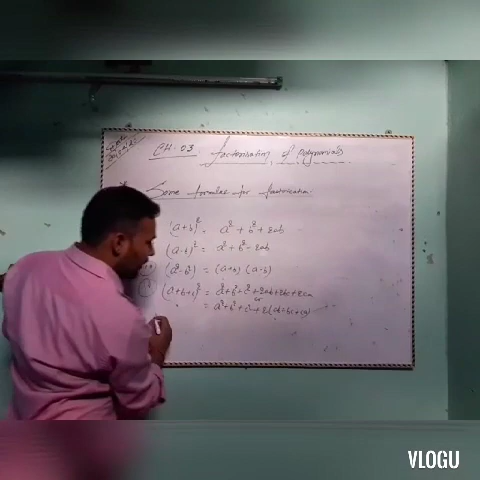 CH-03: Factorisation of Polynomials
Some formulae for factorisation:
(a+b)² = a² + b² + 2ab
(a-b)² = a² + b² - 2ab
(a²-b²) = (a+b) (a-b)
(a+b+c)² = a²+b²+c²+2ab+2bc+2ca
or
= a²+b²+c²+2(ab+bc+ca)
VLOGU